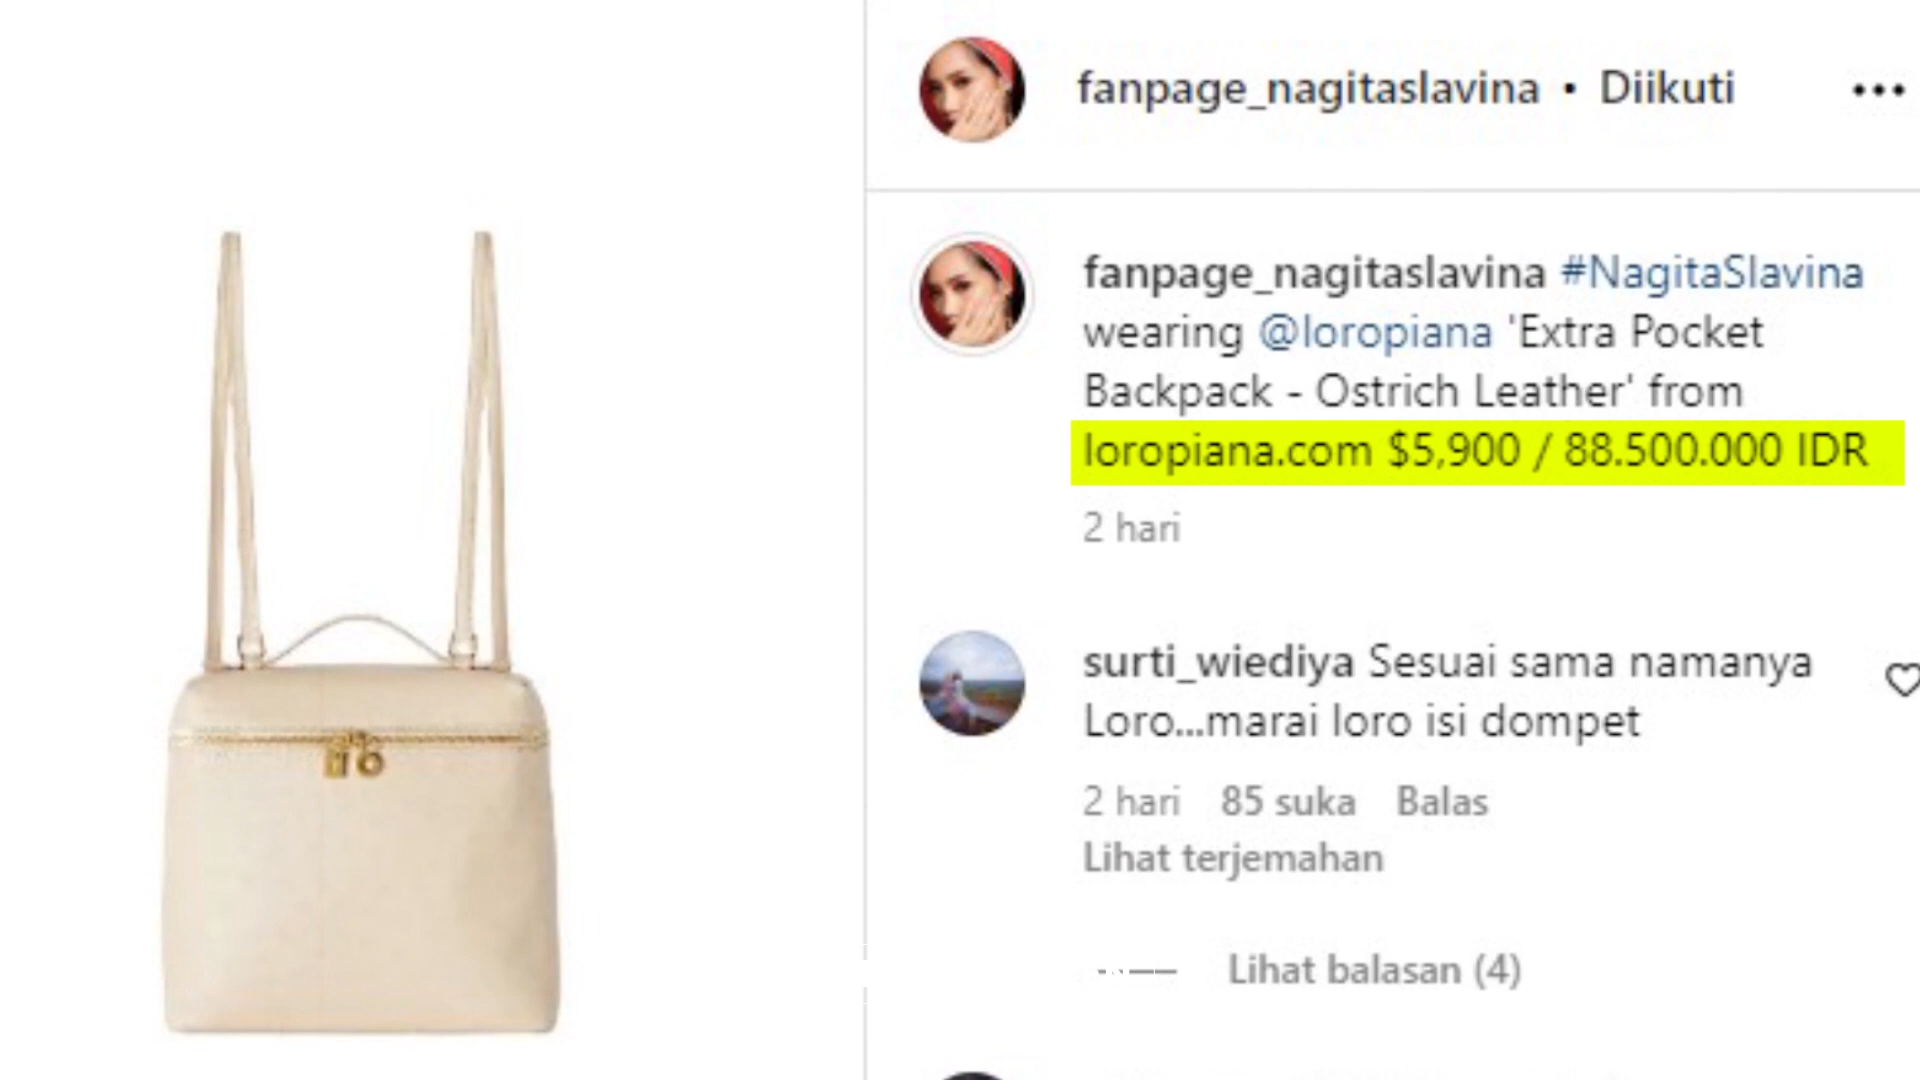 fanpage_nagitaslavina • Diikuti
fanpage_nagitaslavina #NagitaSlavina
wearing @loropiana 'Extra Pocket
Backpack - Ostrich Leather' from
loropiana.com $5,900 / 88.500.000 IDR
2 hari
surti_wiediya Sesuai sama namanya
Loro...marai loro isi dompet
2 hari 85 suka Balas
Lihat terjemahan
Lihat balasan (4)